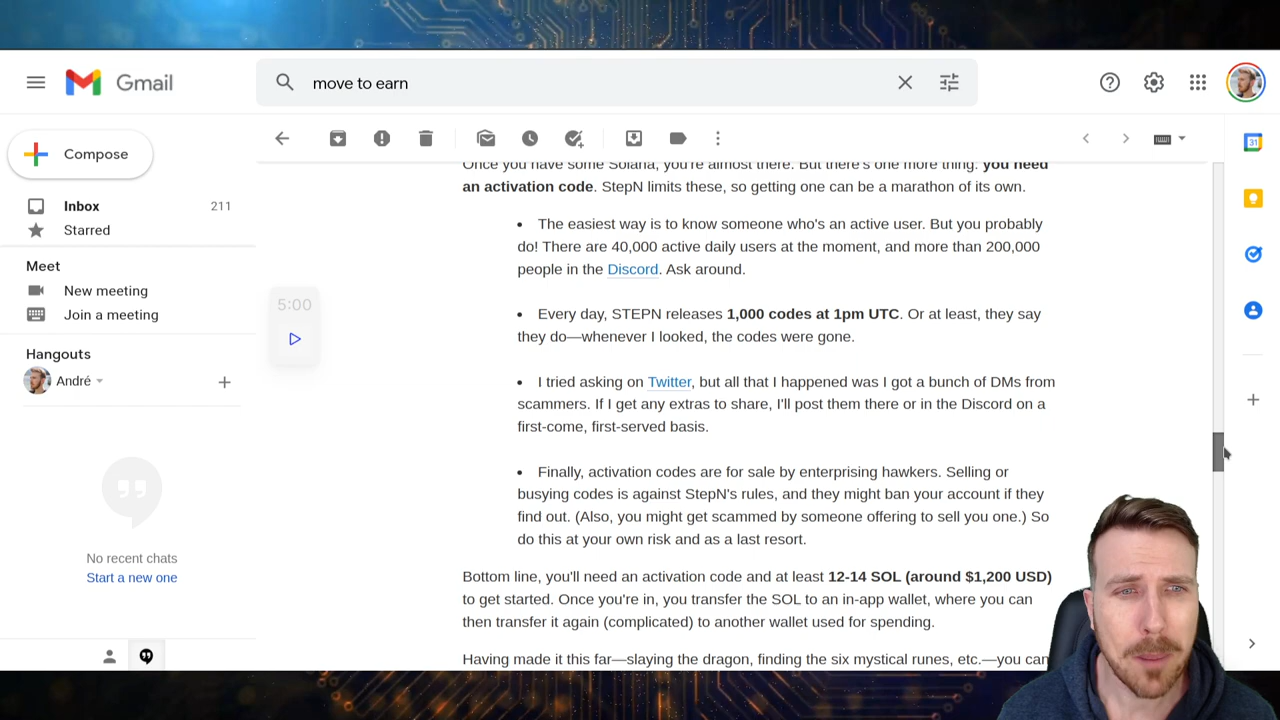 Gmail
move to earn
Compose
Inbox 211
Starred
Meet
New meeting
Join a meeting
Hangouts
André
No recent chats
Start a new one
5:00
Once you have some Solana, you're almost there. But there's one more thing: you need
an activation code. StepN limits these, so getting one can be a marathon of its own.
• The easiest way is to know someone who's an active user. But you probably
do! There are 40,000 active daily users at the moment, and more than 200,000
people in the Discord. Ask around.
• Every day, STEPN releases 1,000 codes at 1pm UTC. Or at least, they say
they do—whenever I looked, the codes were gone.
• I tried asking on Twitter, but all that I happened was I got a bunch of DMs from
scammers. If I get any extras to share, I'll post them there or in the Discord on a
first-come, first-served basis.
• Finally, activation codes are for sale by enterprising hawkers. Selling or
busying codes is against StepN's rules, and they might ban your account if they
find out. (Also, you might get scammed by someone offering to sell you one.) So
do this at your own risk and as a last resort.
Bottom line, you'll need an activation code and at least 12-14 SOL (around $1,200 USD)
to get started. Once you're in, you transfer the SOL to an in-app wallet, where you can
then transfer it again (complicated) to another wallet used for spending.
Having made it this far—slaying the dragon, finding the six mystical runes, etc.—you can
31